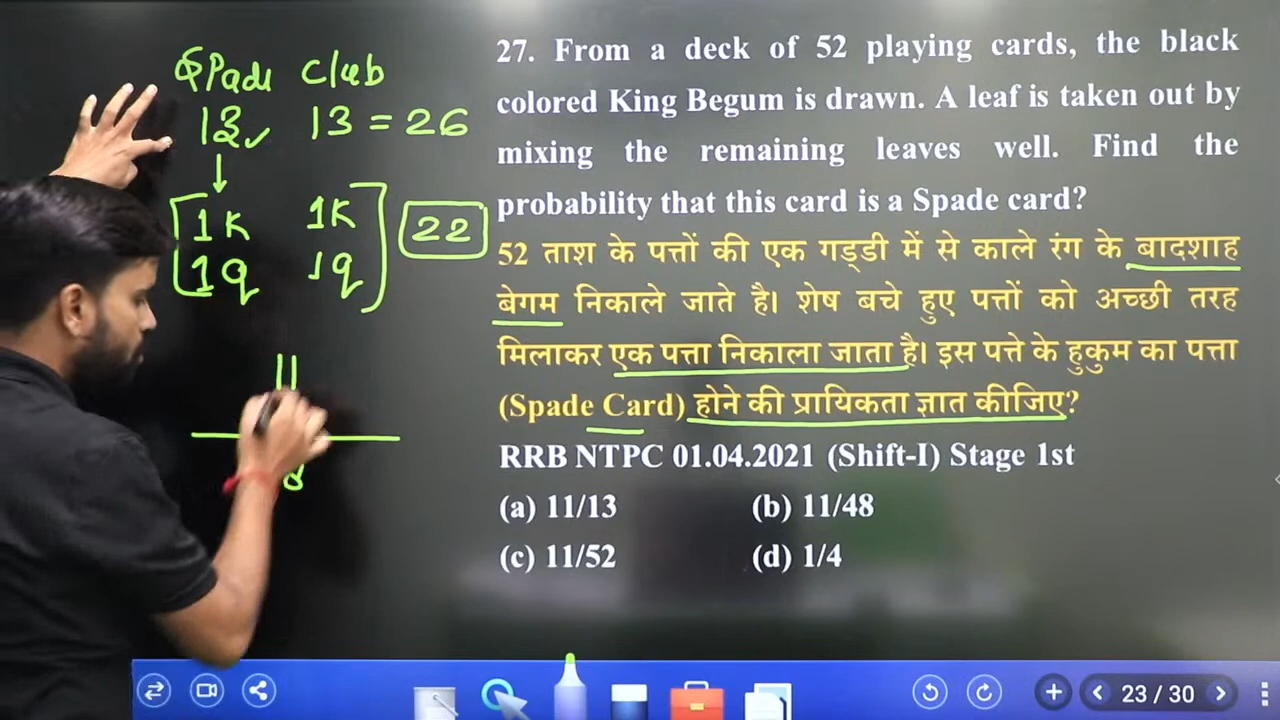 Spade Club
13 13 = 26
1K 1K
1q 1q
22
11
27. From a deck of 52 playing cards, the black
colored King Begum is drawn. A leaf is taken out by
mixing the remaining leaves well. Find the
probability that this card is a Spade card?
52 ताश के पत्तों की एक गड्डी में से काले रंग के बादशाह
बेगम निकाले जाते है। शेष बचे हुए पत्तों को अच्छी तरह
मिलाकर एक पत्ता निकाला जाता है। इस पत्ते के हुकुम का पत्ता
(Spade Card) होने की प्रायिकता ज्ञात कीजिए?
RRB NTPC 01.04.2021 (Shift-I) Stage 1st
(a) 11/13 (b) 11/48
(c) 11/52 (d) 1/4
23 / 30